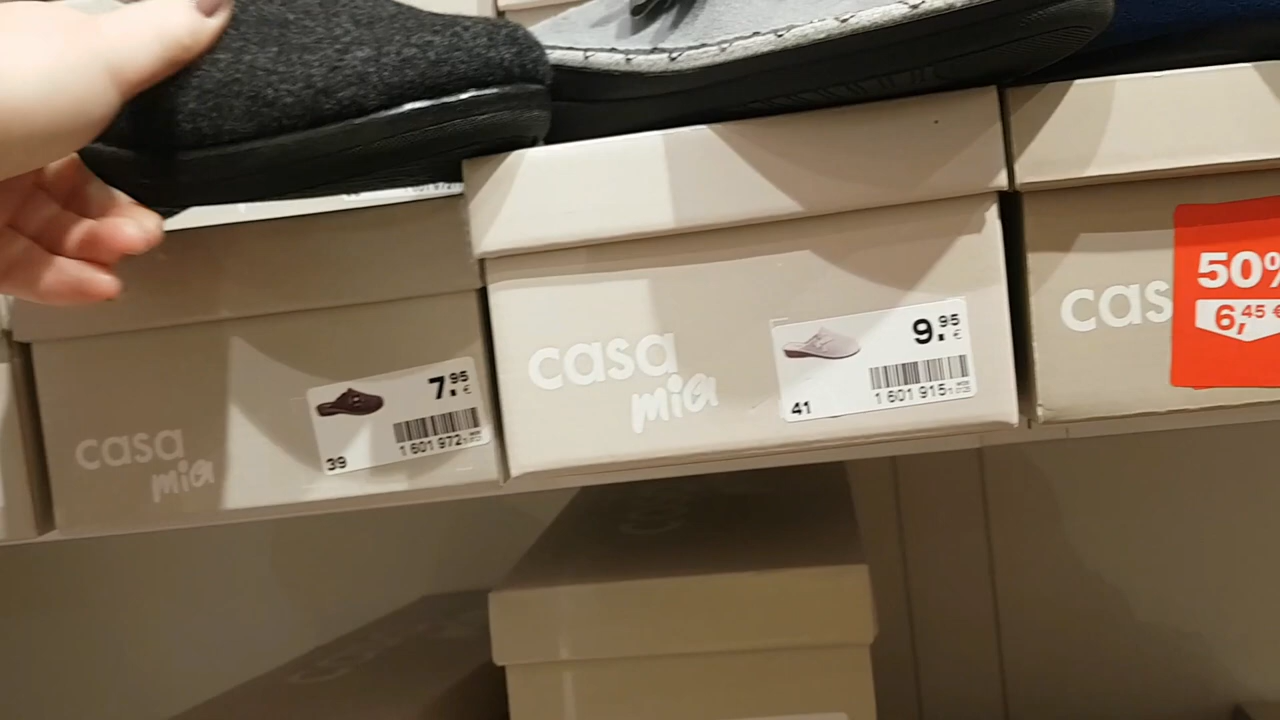 casa
mia
7.95
€
39
1 601 972
casa
mia
9.95
€
41
1 601 915
cas
50%
6,45 €